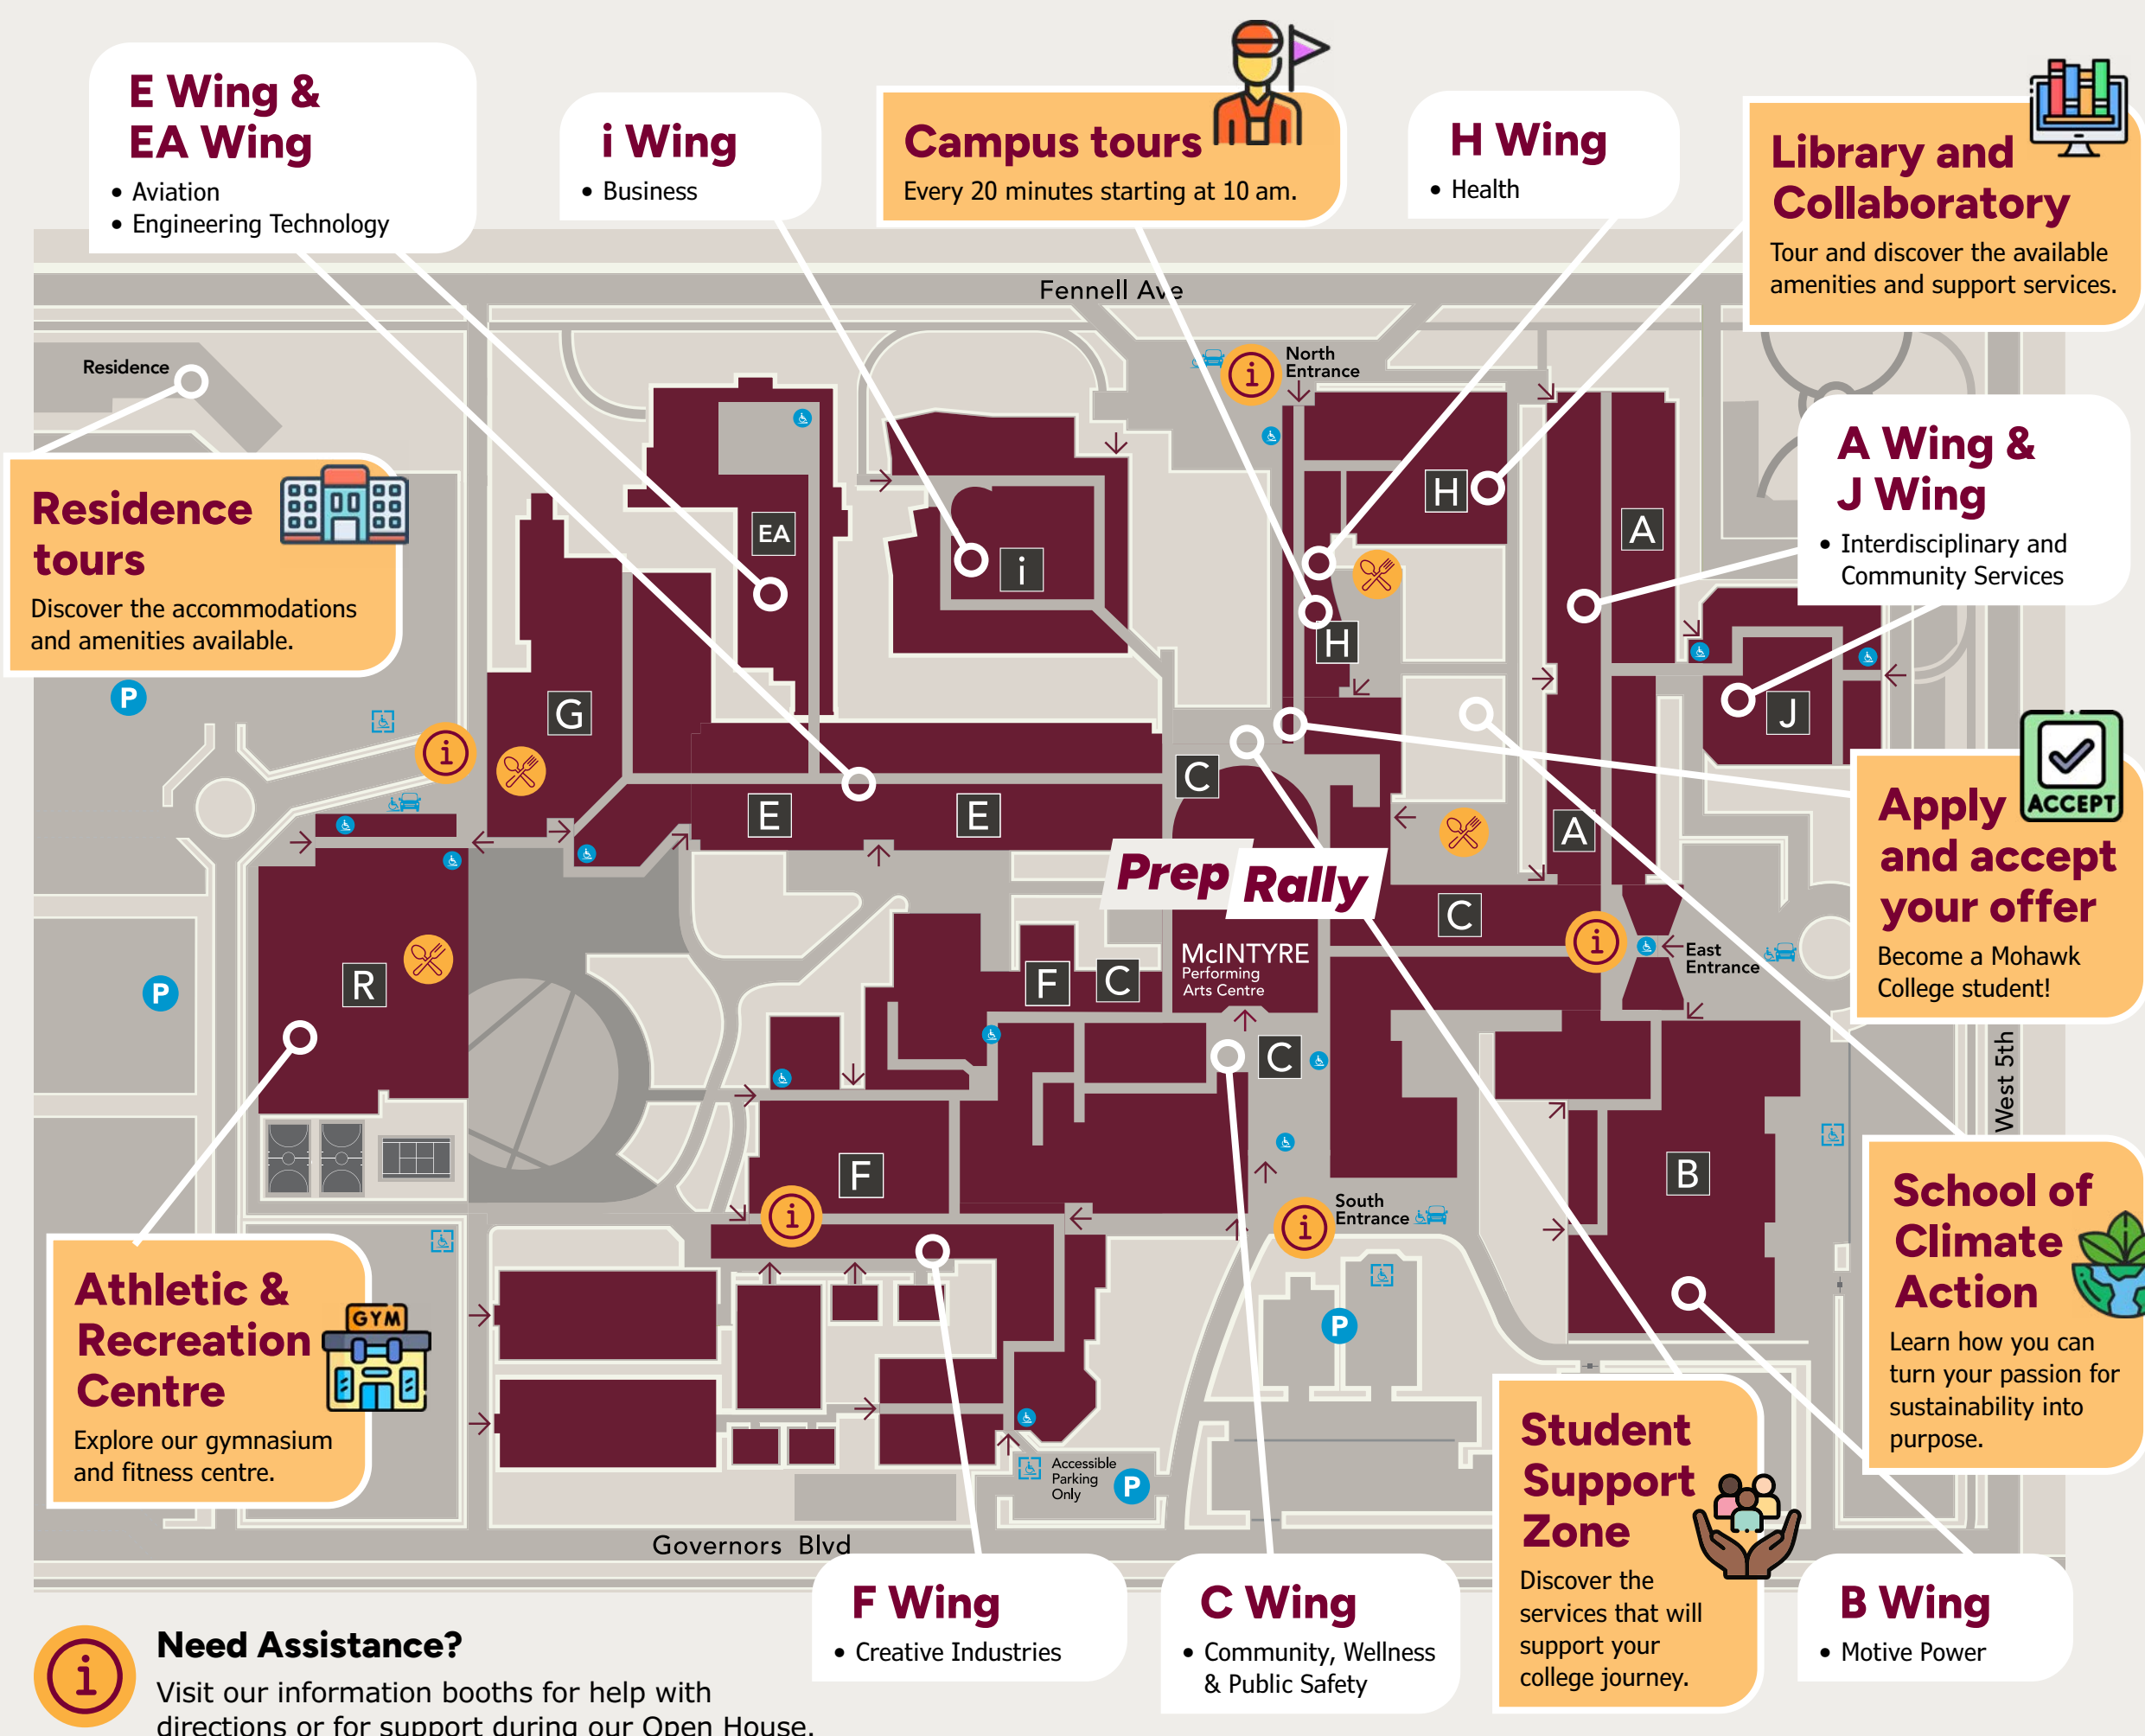 E Wing &
EA Wing
• Aviation
• Engineering Technology
i Wing
• Business
Campus tours
Every 20 minutes starting at 10 am.
H Wing
• Health
Library and
Collaboratory
Tour and discover the available
amenities and support services.
Fennell Ave
Residence
North
Entrance
Residence
tours
Discover the accommodations
and amenities available.
A Wing &
J Wing
• Interdisciplinary and
Community Services
H
A
EA
i
H
G
J
P
i
i
C
E
E
A
Apply
and accept
your offer
Become a Mohawk
College student!
ACCEPT
Prep Rally
C
i
East
Entrance
McINTYRE
Performing
Arts Centre
R
F
C
P
C
West 5th
F
B
i
i
South
Entrance
School of
Climate
Action
Learn how you can
turn your passion for
sustainability into
purpose.
Athletic &
Recreation
Centre
GYM
Explore our gymnasium
and fitness centre.
P
Accessible
Parking
Only
P
Student
Support
Zone
Discover the
services that will
support your
college journey.
Governors Blvd
F Wing
• Creative Industries
C Wing
• Community, Wellness
& Public Safety
B Wing
• Motive Power
i
Need Assistance?
Visit our information booths for help with
directions or for support during our Open House.